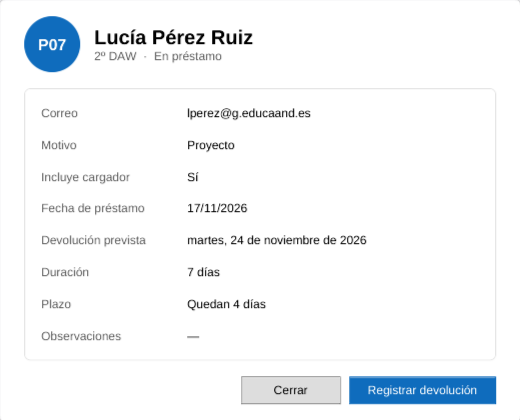 P07
Lucía Pérez Ruiz
2º DAW · En préstamo
Correo lperez@g.educaand.es
Motivo Proyecto
Incluye cargador Sí
Fecha de préstamo 17/11/2026
Devolución prevista martes, 24 de noviembre de 2026
Duración 7 días
Plazo Quedan 4 días
Observaciones —
Cerrar Registrar devolución